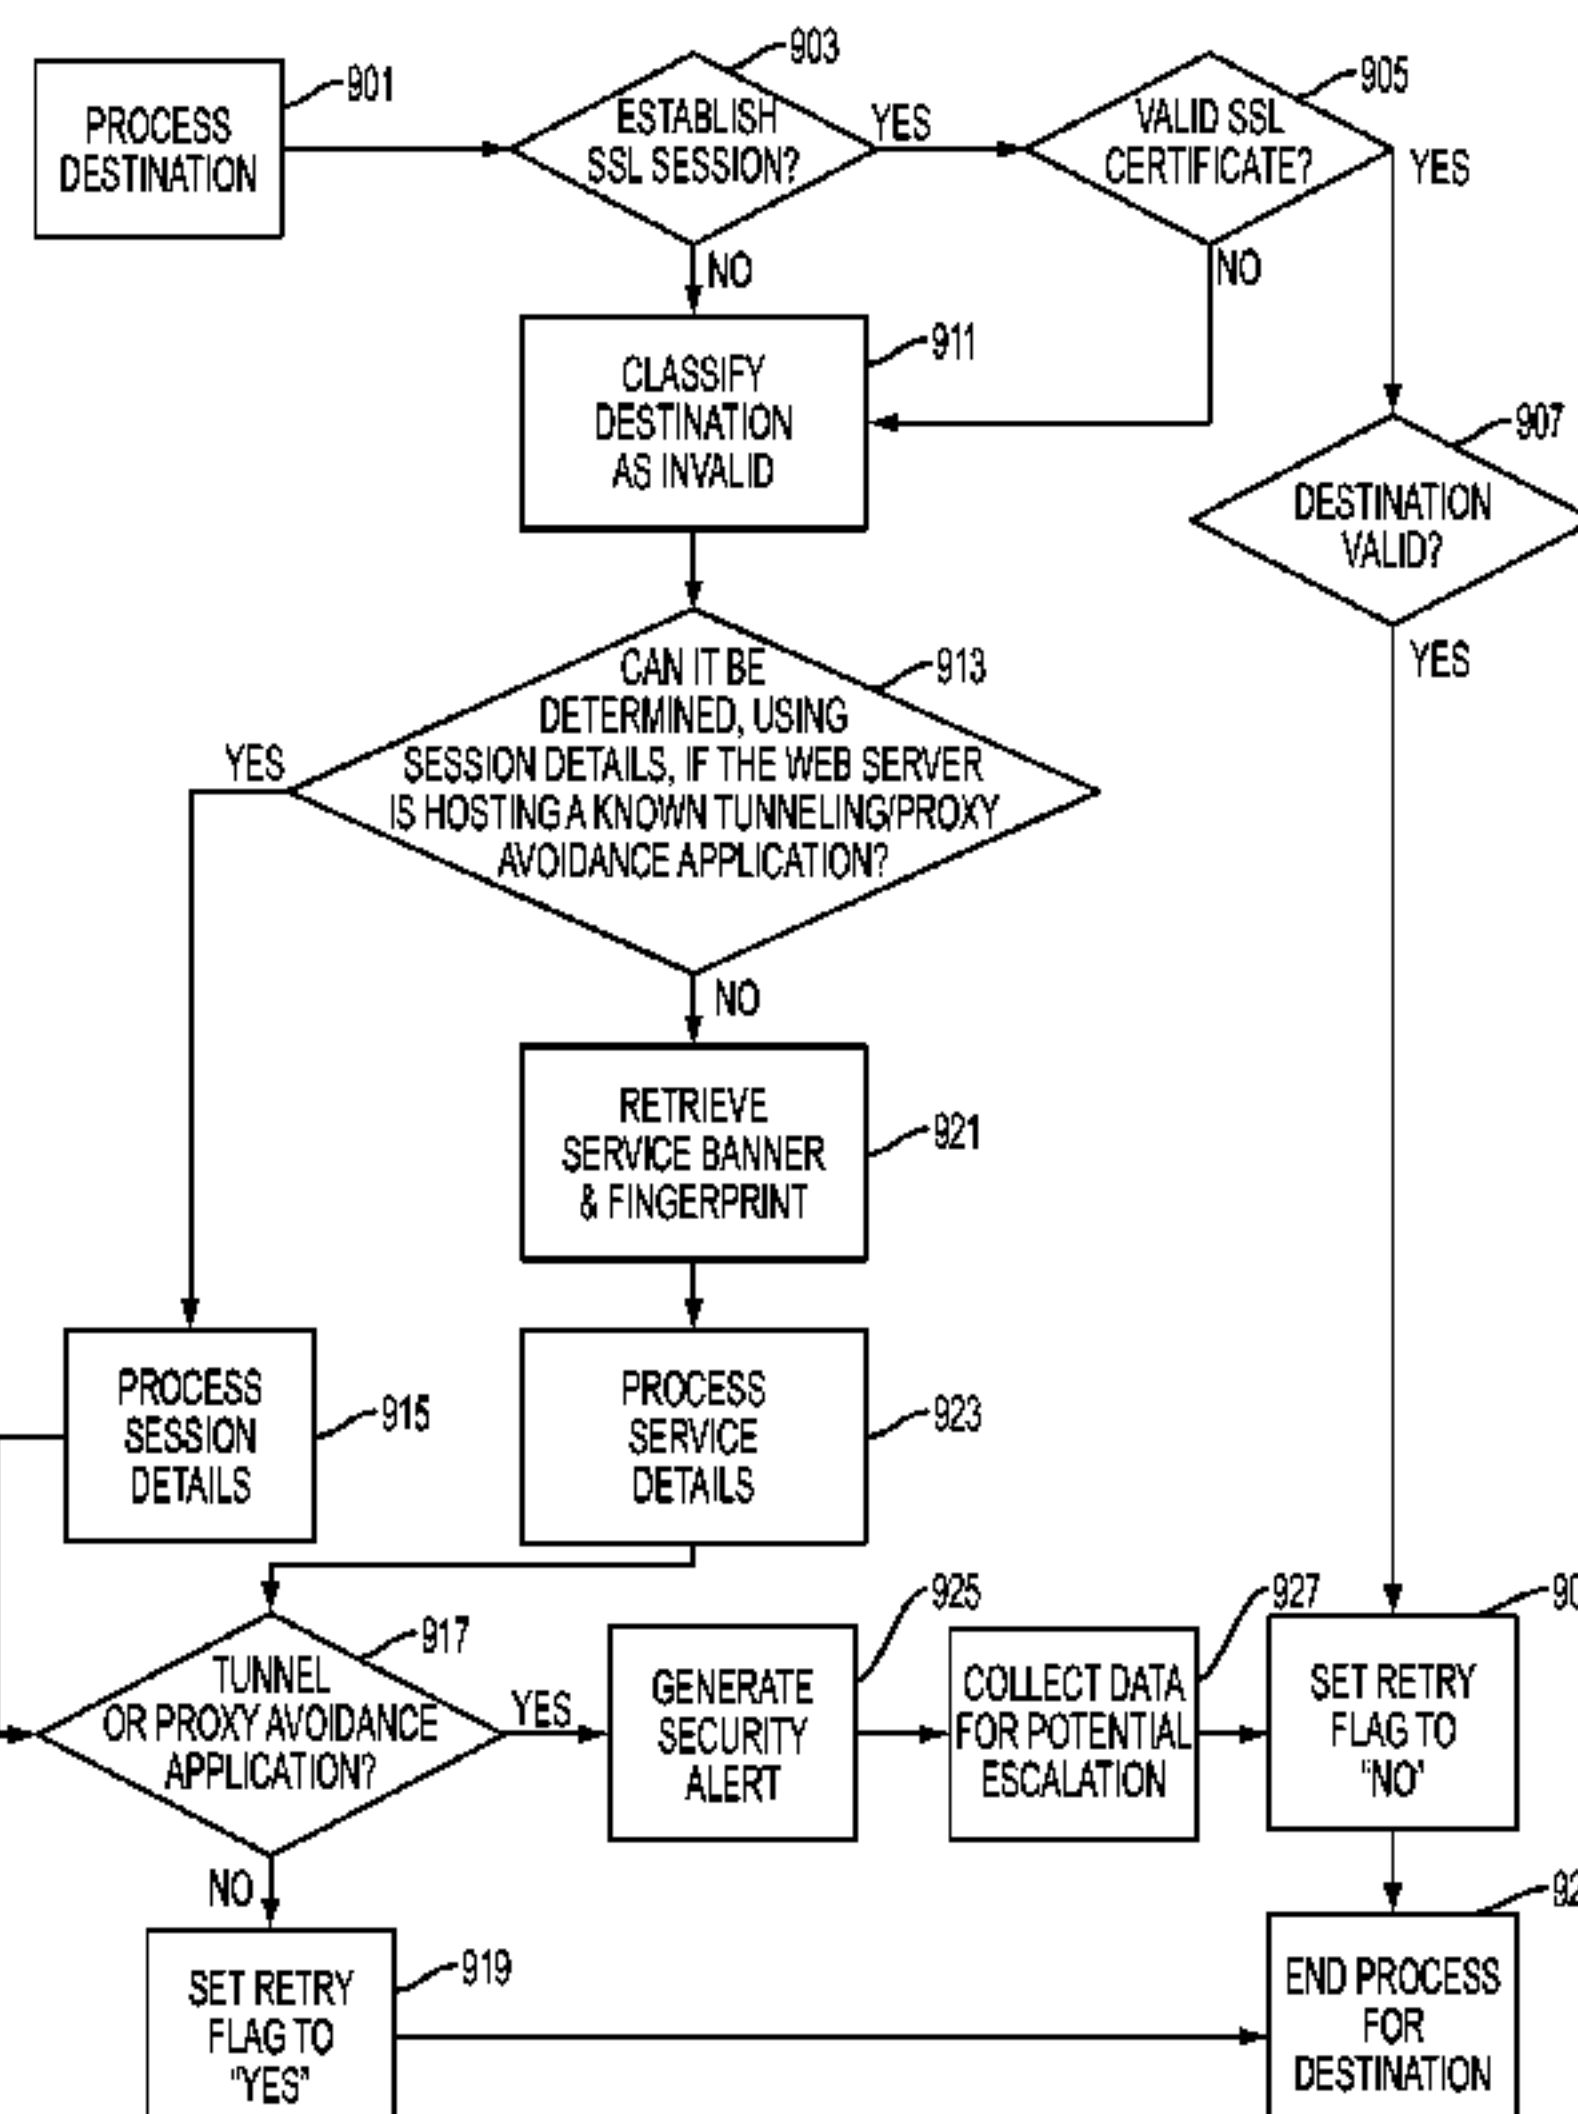 901
PROCESS
DESTINATION
903
ESTABLISH
SSL SESSION?
YES
NO
905
VALID SSL
CERTIFICATE?
YES
NO
911
CLASSIFY
DESTINATION
AS INVALID
907
DESTINATION
VALID?
YES
913
CAN IT BE
DETERMINED, USING
SESSION DETAILS, IF THE WEB SERVER
IS HOSTING A KNOWN TUNNELING/PROXY
AVOIDANCE APPLICATION?
YES
NO
921
RETRIEVE
SERVICE BANNER
& FINGERPRINT
915
PROCESS
SESSION
DETAILS
923
PROCESS
SERVICE
DETAILS
917
TUNNEL
OR PROXY AVOIDANCE
APPLICATION?
YES
NO
925
GENERATE
SECURITY
ALERT
927
COLLECT DATA
FOR POTENTIAL
ESCALATION
SET RETRY
FLAG TO
"NO"
919
SET RETRY
FLAG TO
"YES"
END PROCESS
FOR
DESTINATION